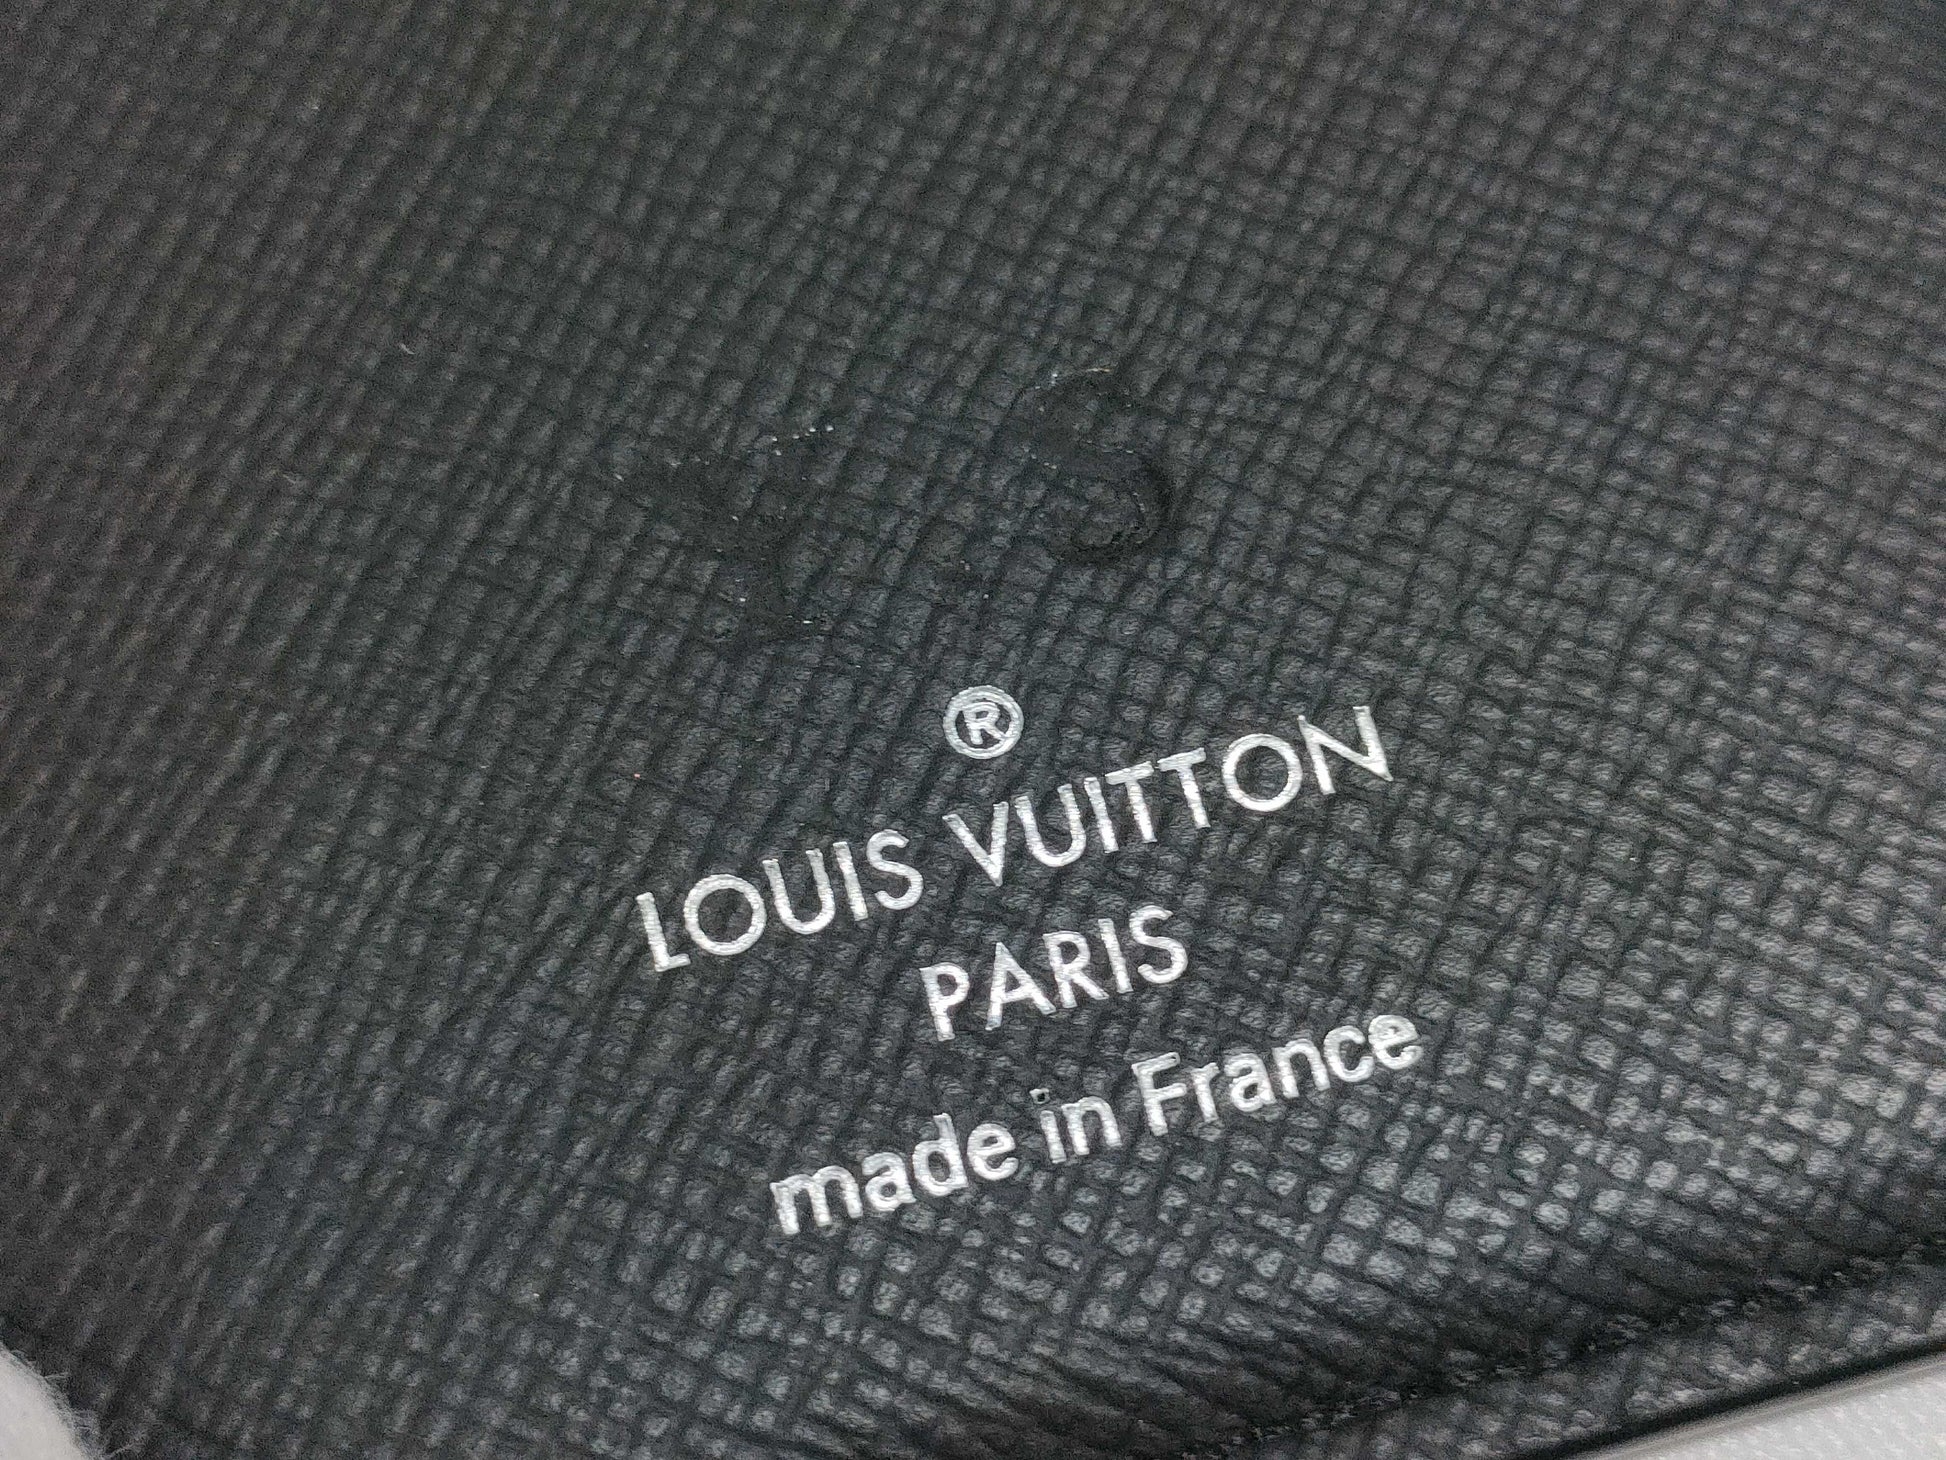 ®
LOUIS VUITTON
PARIS
made in France